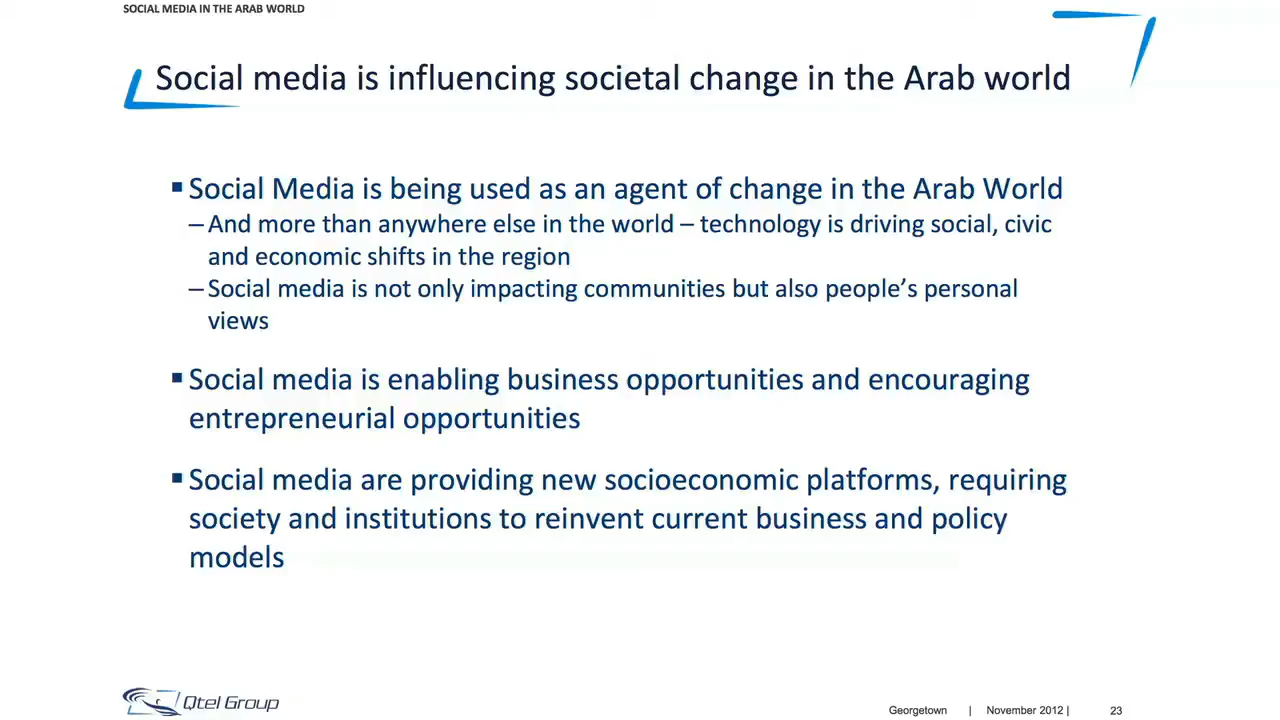 SOCIAL MEDIA IN THE ARAB WORLD
Social media is influencing societal change in the Arab world
▪ Social Media is being used as an agent of change in the Arab World
– And more than anywhere else in the world – technology is driving social, civic
and economic shifts in the region
– Social media is not only impacting communities but also people’s personal
views
▪ Social media is enabling business opportunities and encouraging
entrepreneurial opportunities
▪ Social media are providing new socioeconomic platforms, requiring
society and institutions to reinvent current business and policy
models
Qtel Group
Georgetown | November 2012 | 23